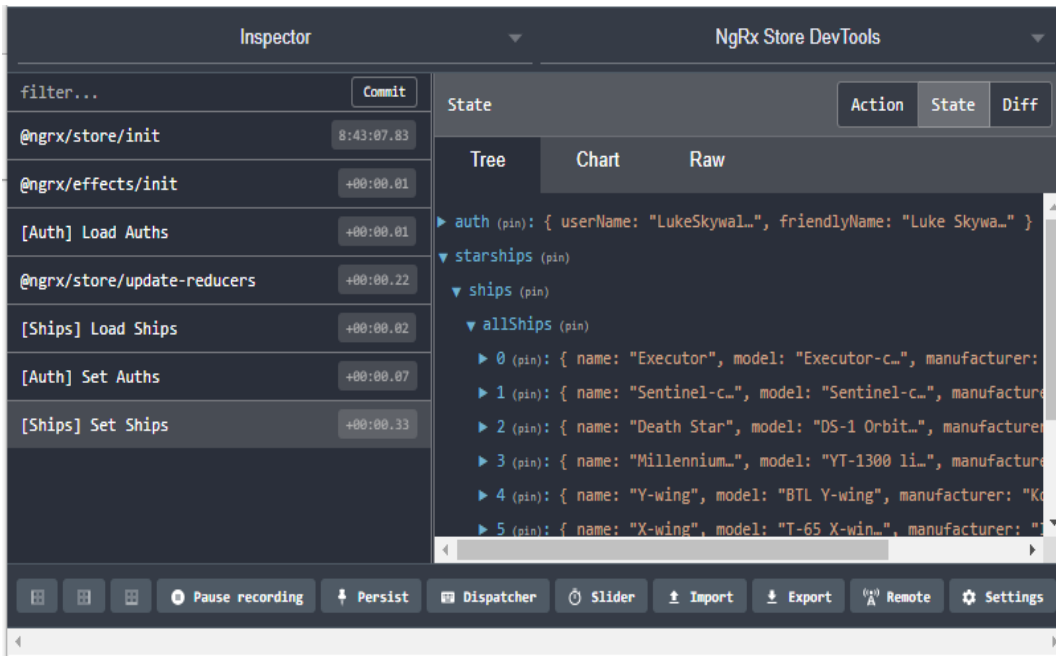 Inspector
NgRx Store DevTools
filter...
Commit
@ngrx/store/init
8:43:07.83
@ngrx/effects/init
+00:00.01
[Auth] Load Auths
+00:00.01
@ngrx/store/update-reducers
+00:00.22
[Ships] Load Ships
+00:00.02
[Auth] Set Auths
+00:00.07
[Ships] Set Ships
+00:00.33
State
Action State Diff
Tree Chart Raw
auth (pin): { userName: "LukeSkywal…", friendlyName: "Luke Skywa…" }
starships (pin)
ships (pin)
allShips (pin)
0 (pin): { name: "Executor", model: "Executor-c…", manufacturer:
1 (pin): { name: "Sentinel-c…", model: "Sentinel-c…", manufacture
2 (pin): { name: "Death Star", model: "DS-1 Orbit…", manufacturer
3 (pin): { name: "Millennium…", model: "YT-1300 li…", manufacture
4 (pin): { name: "Y-wing", model: "BTL Y-wing", manufacturer: "Ko
5 (pin): { name: "X-wing", model: "T-65 X-win…", manufacturer: "I
Pause recording Persist Dispatcher Slider Import Export Remote Settings